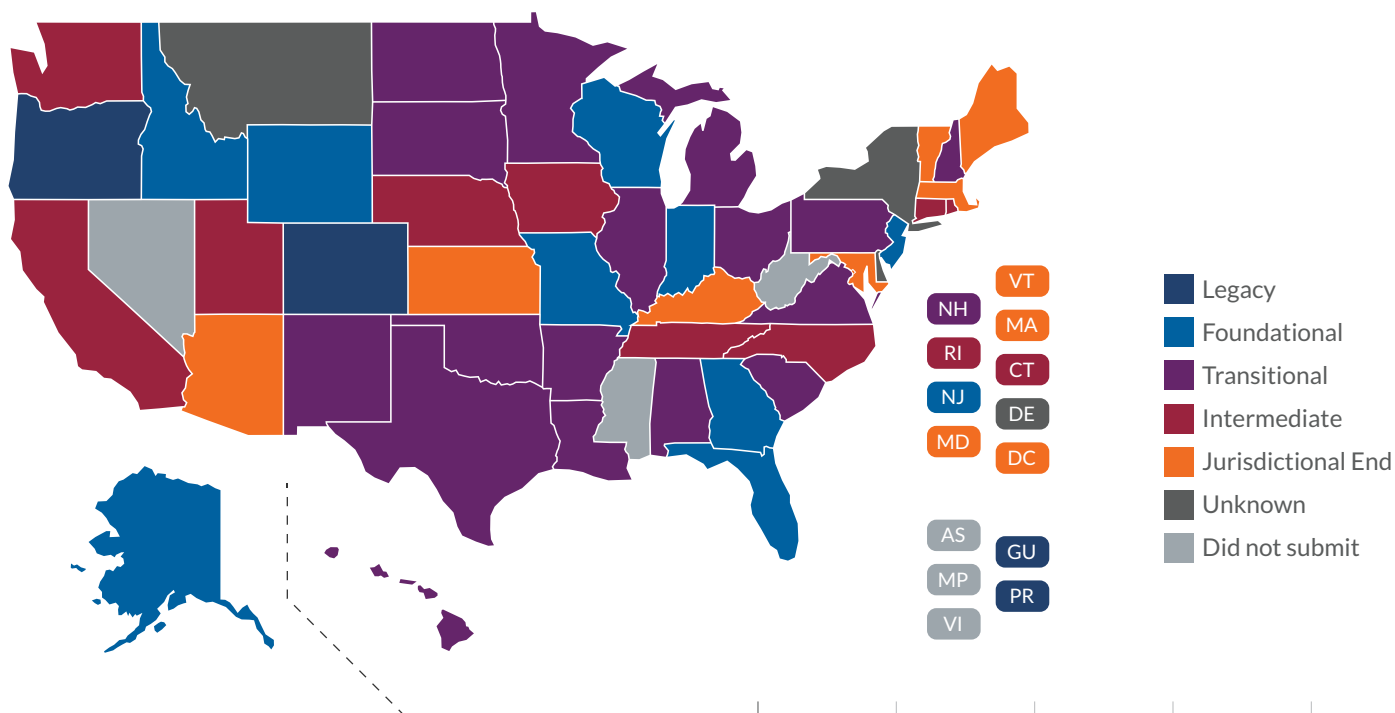 VT
NH
MA
RI
CT
NJ
DE
MD
DC
AS
GU
MP
PR
VI
Legacy
Foundational
Transitional
Intermediate
Jurisdictional End
Unknown
Did not submit